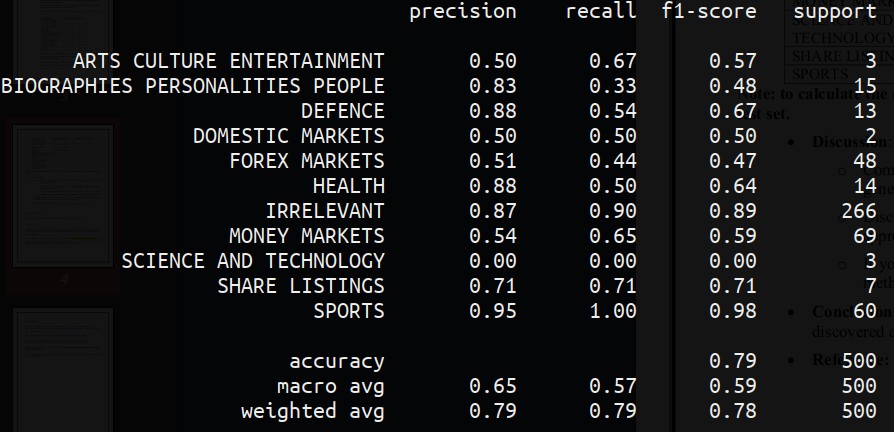 precision recall f1-score support
ARTS CULTURE ENTERTAINMENT 0.50 0.67 0.57 3
BIOGRAPHIES PERSONALITIES PEOPLE 0.83 0.33 0.48 15
DEFENCE 0.88 0.54 0.67 13
DOMESTIC MARKETS 0.50 0.50 0.50 2
FOREX MARKETS 0.51 0.44 0.47 48
HEALTH 0.88 0.50 0.64 14
IRRELEVANT 0.87 0.90 0.89 266
MONEY MARKETS 0.54 0.65 0.59 69
SCIENCE AND TECHNOLOGY 0.00 0.00 0.00 3
SHARE LISTINGS 0.71 0.71 0.71 7
SPORTS 0.95 1.00 0.98 60
accuracy 0.79 500
macro avg 0.65 0.57 0.59 500
weighted avg 0.79 0.79 0.78 500
TECHNOLOGY
SPORTS
to calculate the
set.
discovered
4